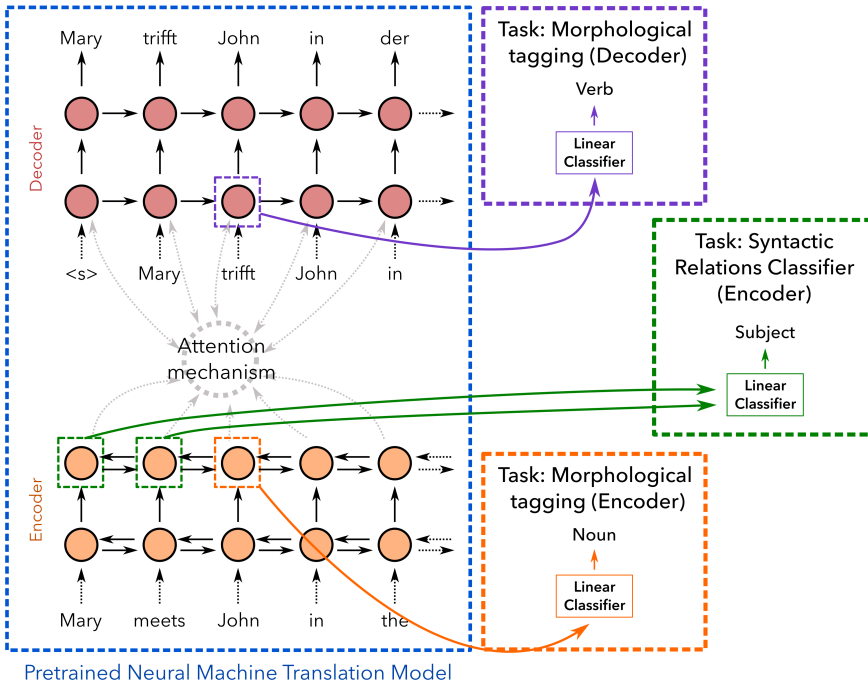 Mary trifft John in der
Decoder
<s> Mary trifft John in
Attention
mechanism
Encoder
Mary meets John in the
Pretrained Neural Machine Translation Model
Task: Morphological
tagging (Decoder)
Verb
Linear
Classifier
Task: Syntactic
Relations Classifier
(Encoder)
Subject
Linear
Classifier
Task: Morphological
tagging (Encoder)
Noun
Linear
Classifier